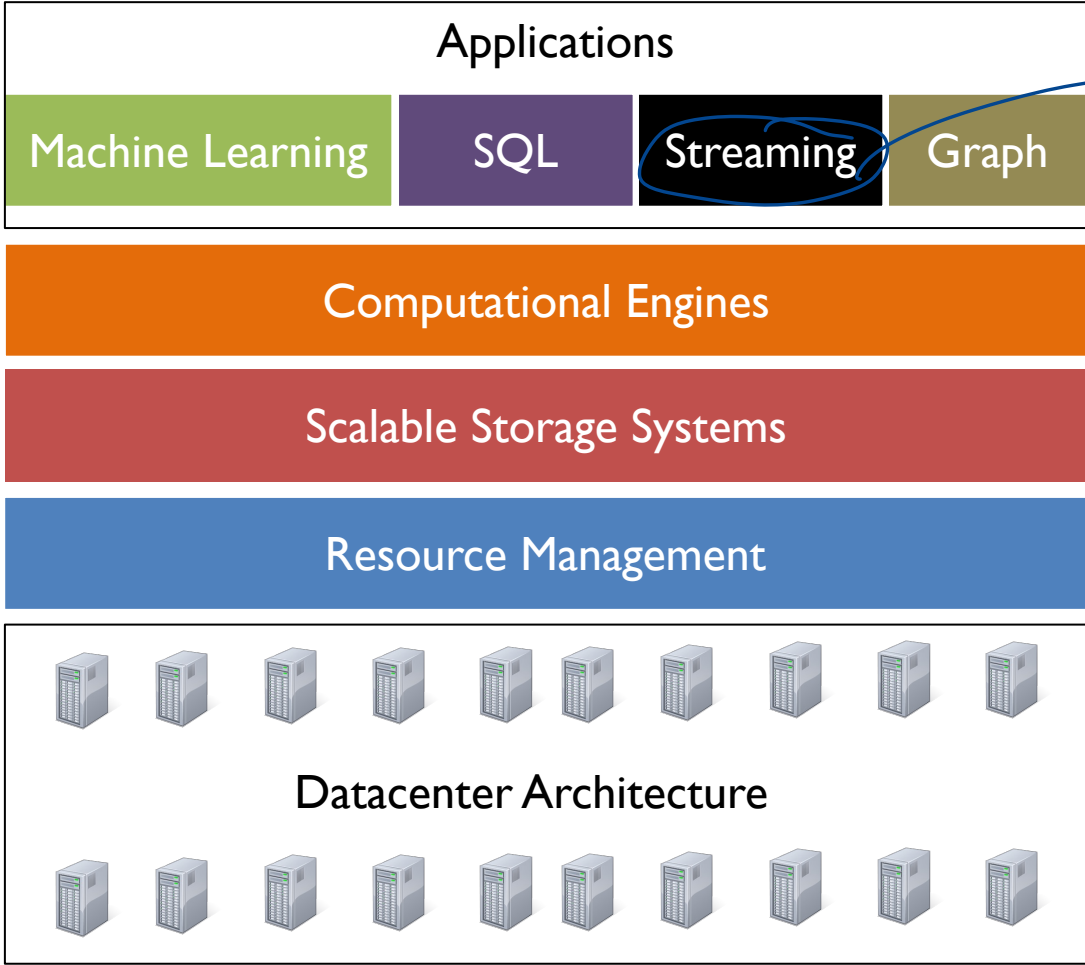 Applications
Machine Learning SQL Streaming Graph
Computational Engines
Scalable Storage Systems
Resource Management
Datacenter Architecture